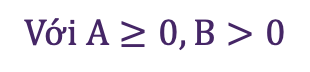 Với A ≥ 0, B > 0